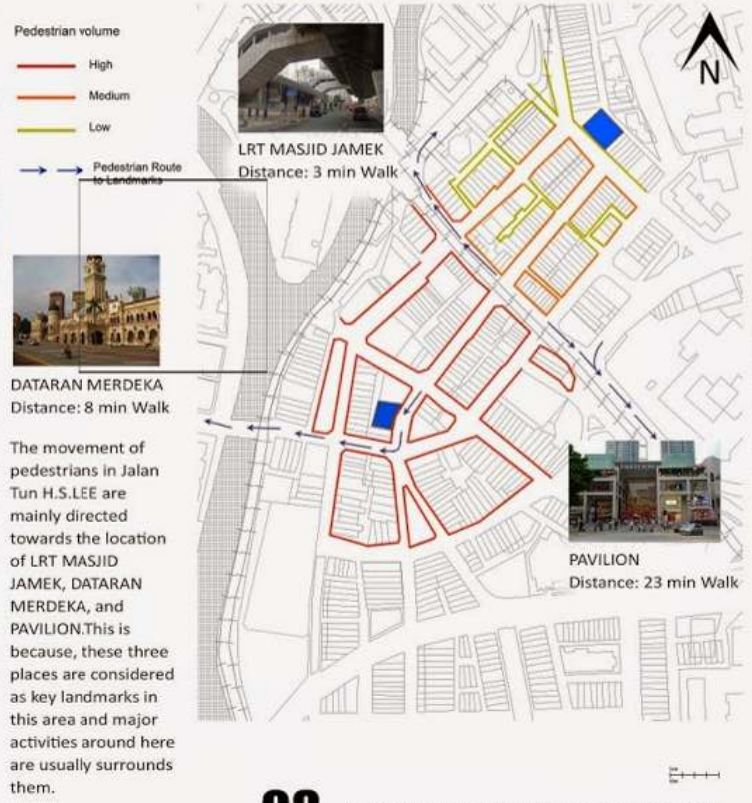 Pedestrian volume
High
Medium
Low
Pedestrian Route
to Landmarks
N
LRT MASJID JAMEK
Distance: 3 min Walk
DATARAN MERDEKA
Distance: 8 min Walk
The movement of
pedestrians in Jalan
Tun H.S.LEE are
mainly directed
towards the location
of LRT MASJID
JAMEK, DATARAN
MERDEKA, and
PAVILION.This is
because, these three
places are considered
as key landmarks in
this area and major
activities around here
are usually surrounds
them.
PAVILION
Distance: 23 min Walk